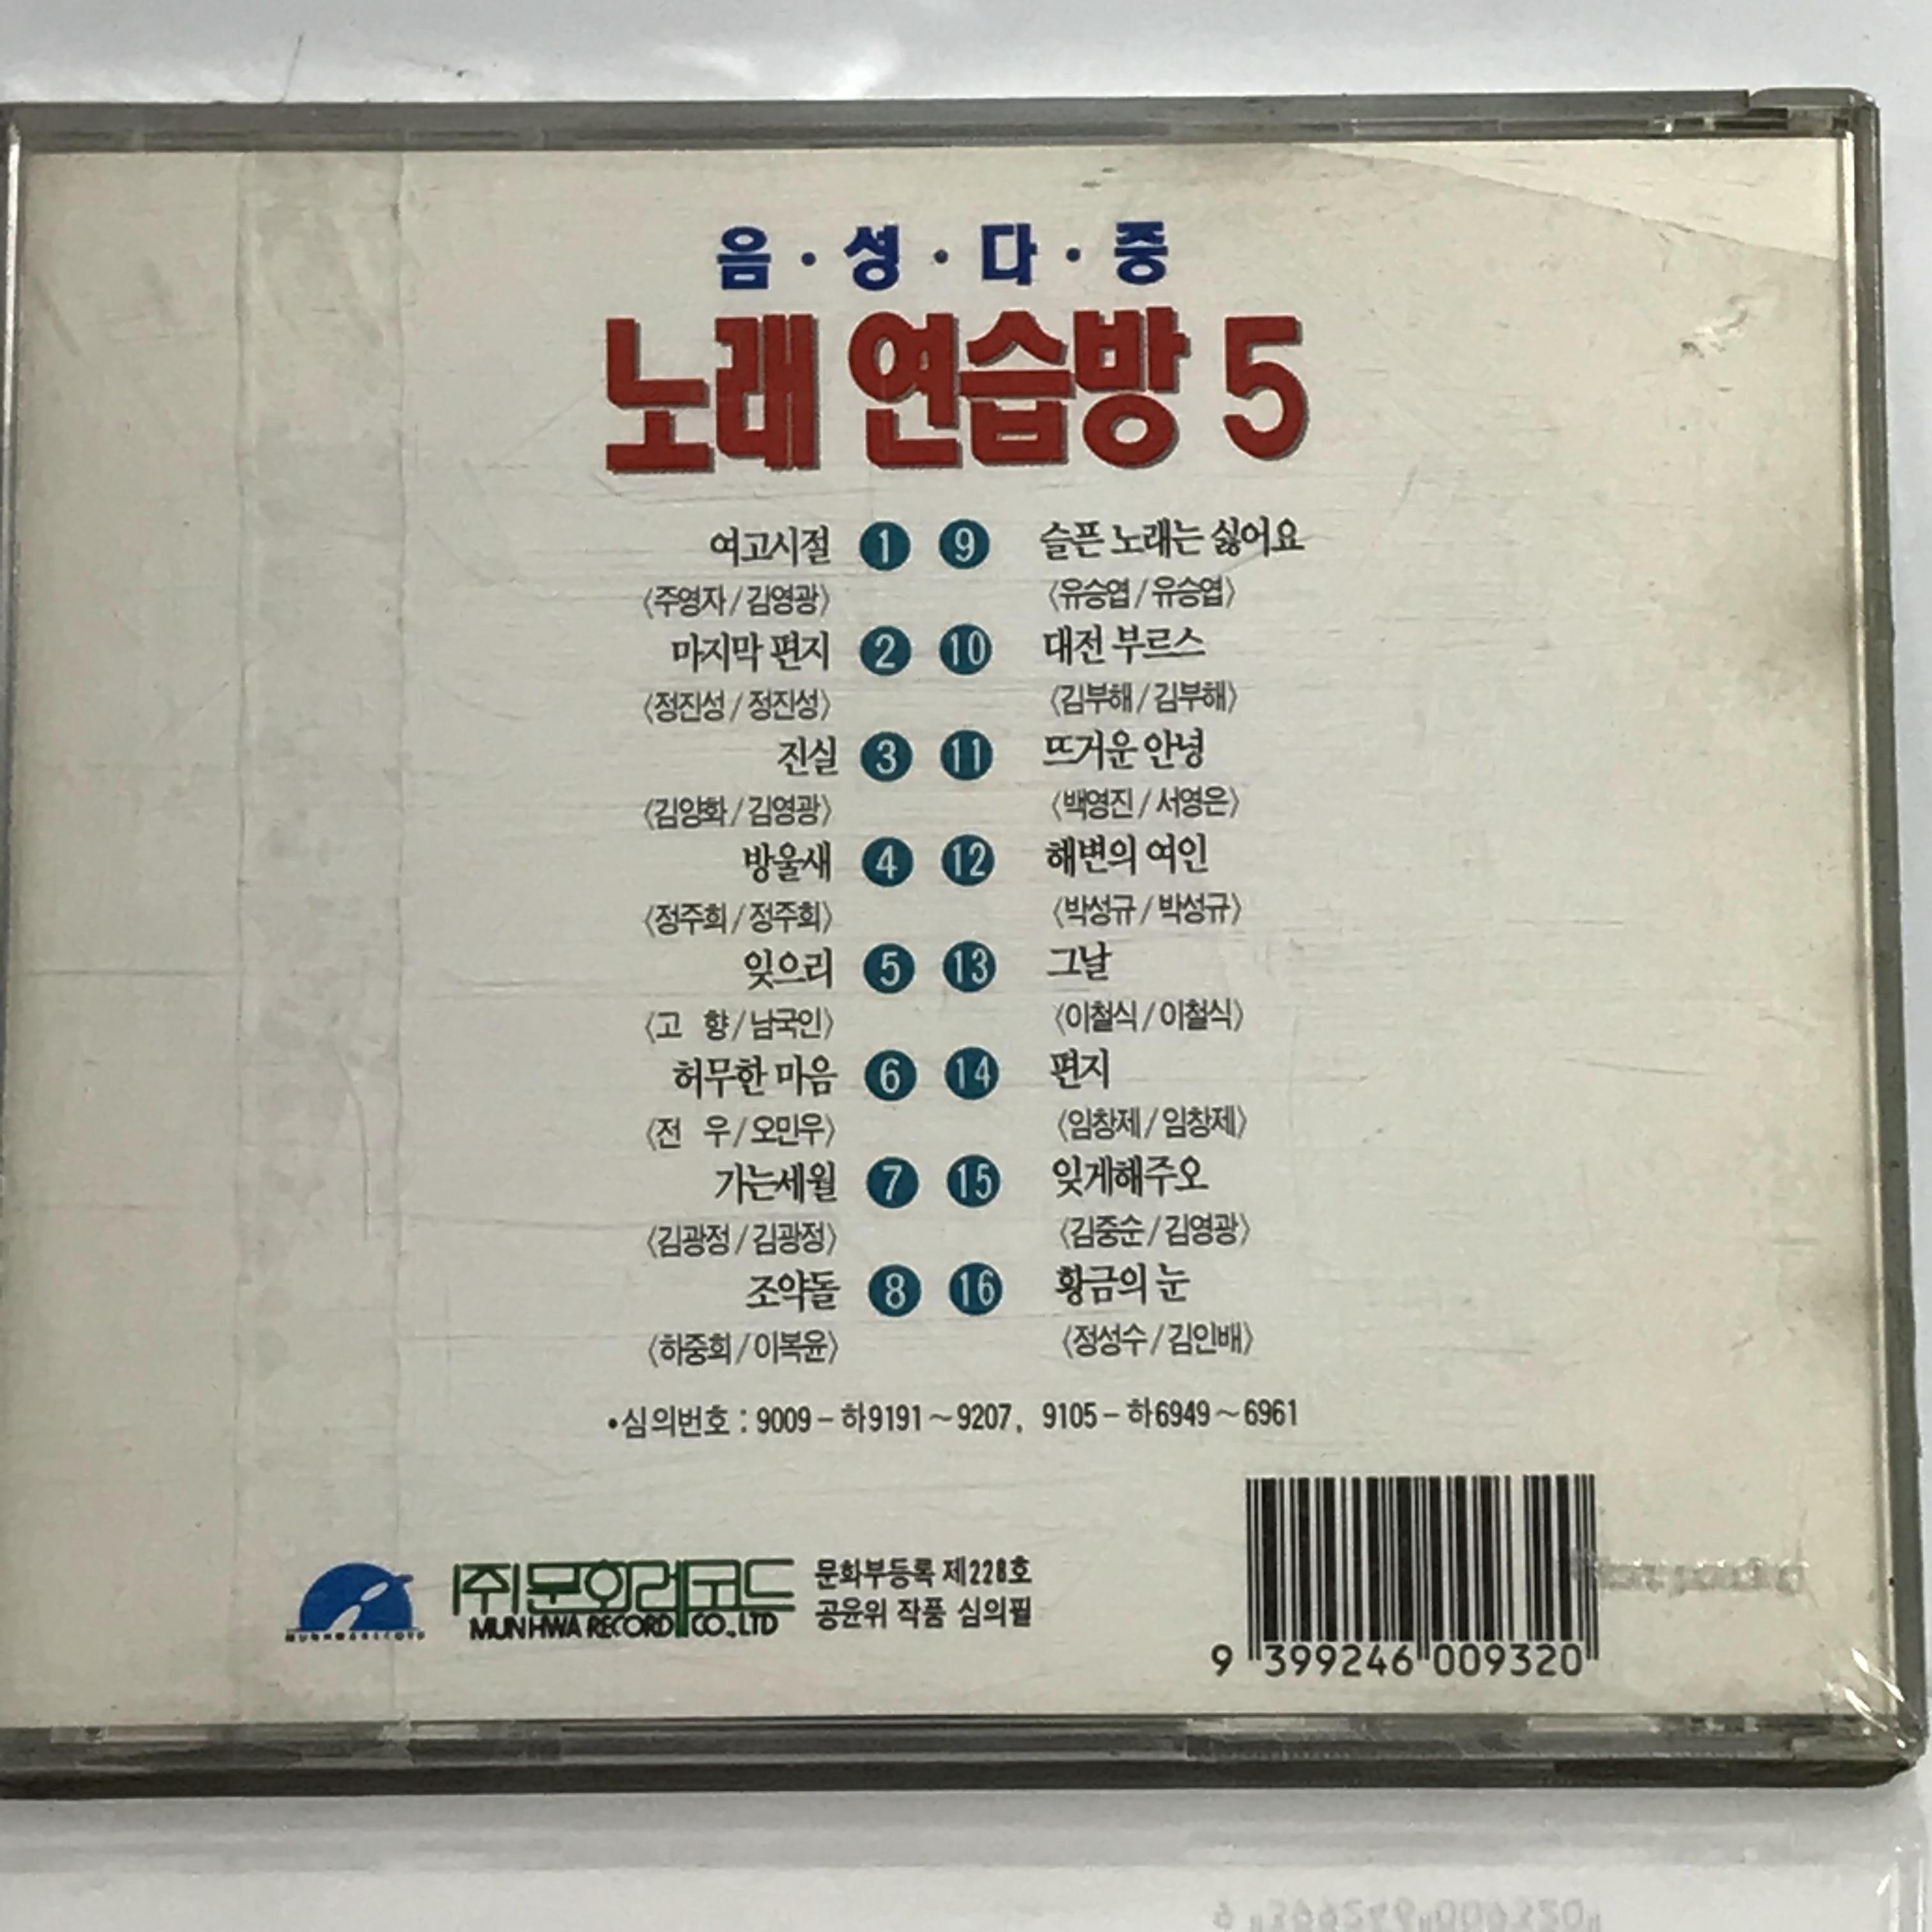 음·성·다·중
노래 연습방 5
여고시절 1
〈주영자/김영광〉
마지막 편지 2
〈정진성/정진성〉
진실 3
〈김양화/김영광〉
방울새 4
〈정주희/정주희〉
잊으리 5
〈고 향/남국인〉
허무한 마음 6
〈전 우/오민우〉
가는세월 7
〈김광정/김광정〉
조약돌 8
〈하중희/이복윤〉
9 슬픈 노래는 싫어요
〈유승엽/유승엽〉
10 대전 부르스
〈김부해/김부해〉
11 뜨거운 안녕
〈백영진/서영은〉
12 해변의 여인
〈박성규/박성규〉
13 그날
〈이철식/이철식〉
14 편지
〈임창제/임창제〉
15 잊게해주오
〈김중순/김영광〉
16 황금의 눈
〈정성수/김인배〉
•심의번호 : 9009-하9191~9207, 9105-하6949~6961
MUNHWA RECORD
(주)문화레코드
MUNHWA RECORD CO.,LTD
문화부등록 제228호
공윤위 작품 심의필
9 399246 009320